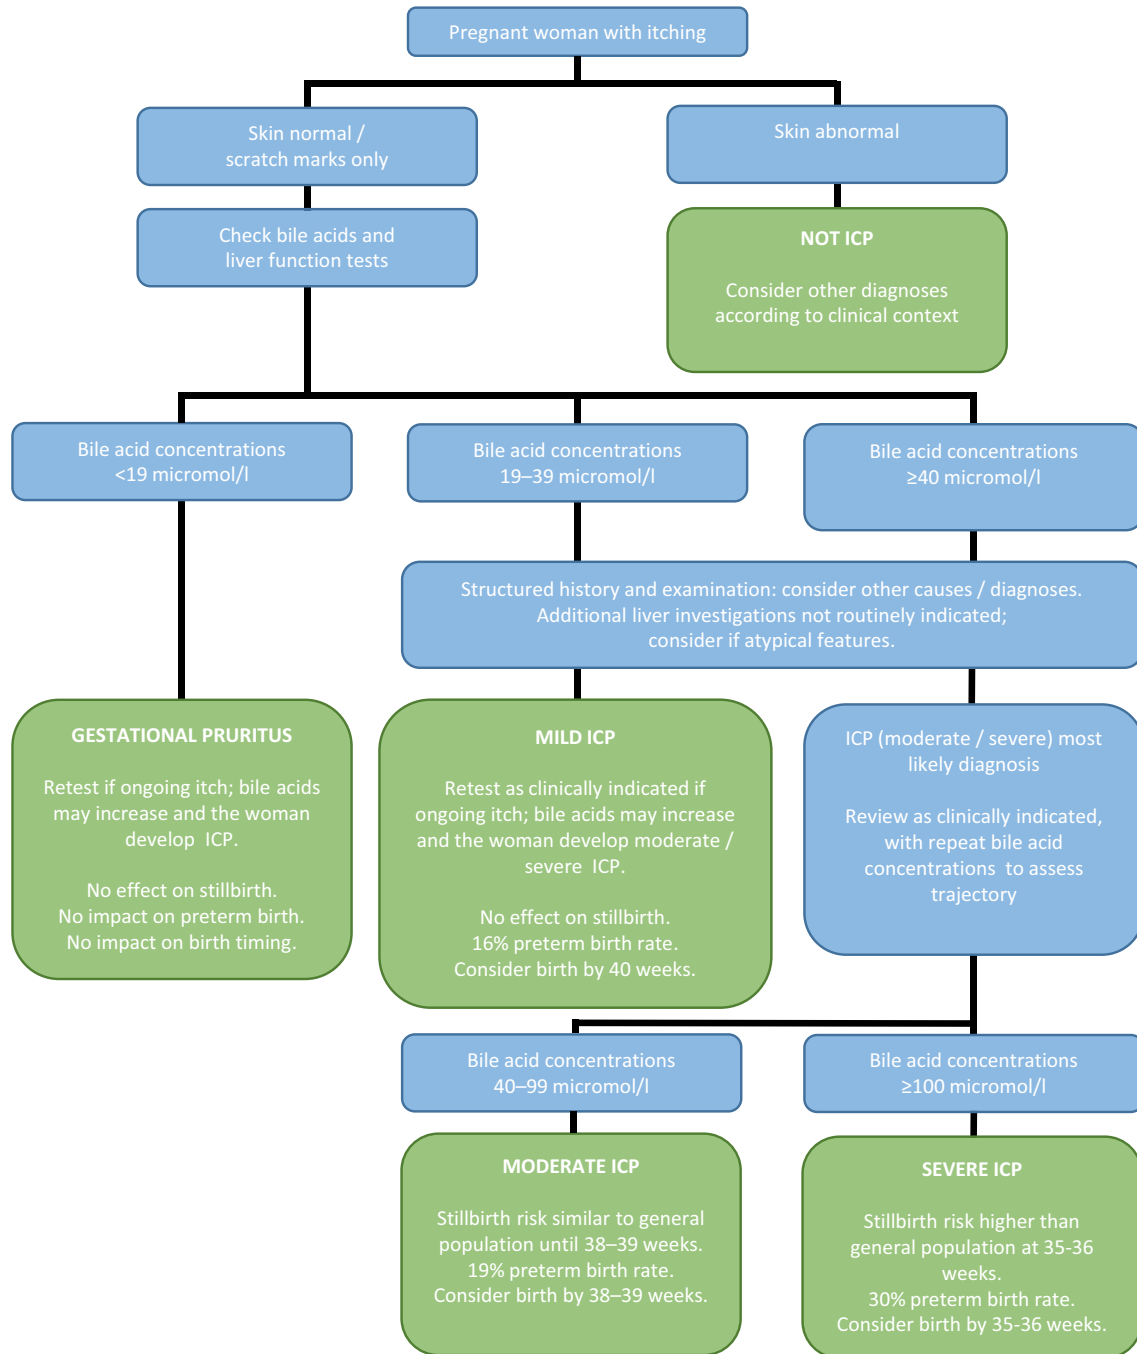 Pregnant woman with itching
Skin normal /
scratch marks only
Skin abnormal
Check bile acids and
liver function tests
NOT ICP
Consider other diagnoses
according to clinical context
Bile acid concentrations
<19 micromol/l
Bile acid concentrations
19–39 micromol/l
Bile acid concentrations
≥40 micromol/l
Structured history and examination: consider other causes / diagnoses.
Additional liver investigations not routinely indicated;
consider if atypical features.
GESTATIONAL PRURITUS
Retest if ongoing itch; bile acids
may increase and the woman
develop ICP.
No effect on stillbirth.
No impact on preterm birth.
No impact on birth timing.
MILD ICP
Retest as clinically indicated if
ongoing itch; bile acids may increase
and the woman develop moderate /
severe ICP.
No effect on stillbirth.
16% preterm birth rate.
Consider birth by 40 weeks.
ICP (moderate / severe) most
likely diagnosis
Review as clinically indicated,
with repeat bile acid
concentrations to assess
trajectory
Bile acid concentrations
40–99 micromol/l
Bile acid concentrations
≥100 micromol/l
MODERATE ICP
Stillbirth risk similar to general
population until 38–39 weeks.
19% preterm birth rate.
Consider birth by 38–39 weeks.
SEVERE ICP
Stillbirth risk higher than
general population at 35-36
weeks.
30% preterm birth rate.
Consider birth by 35-36 weeks.